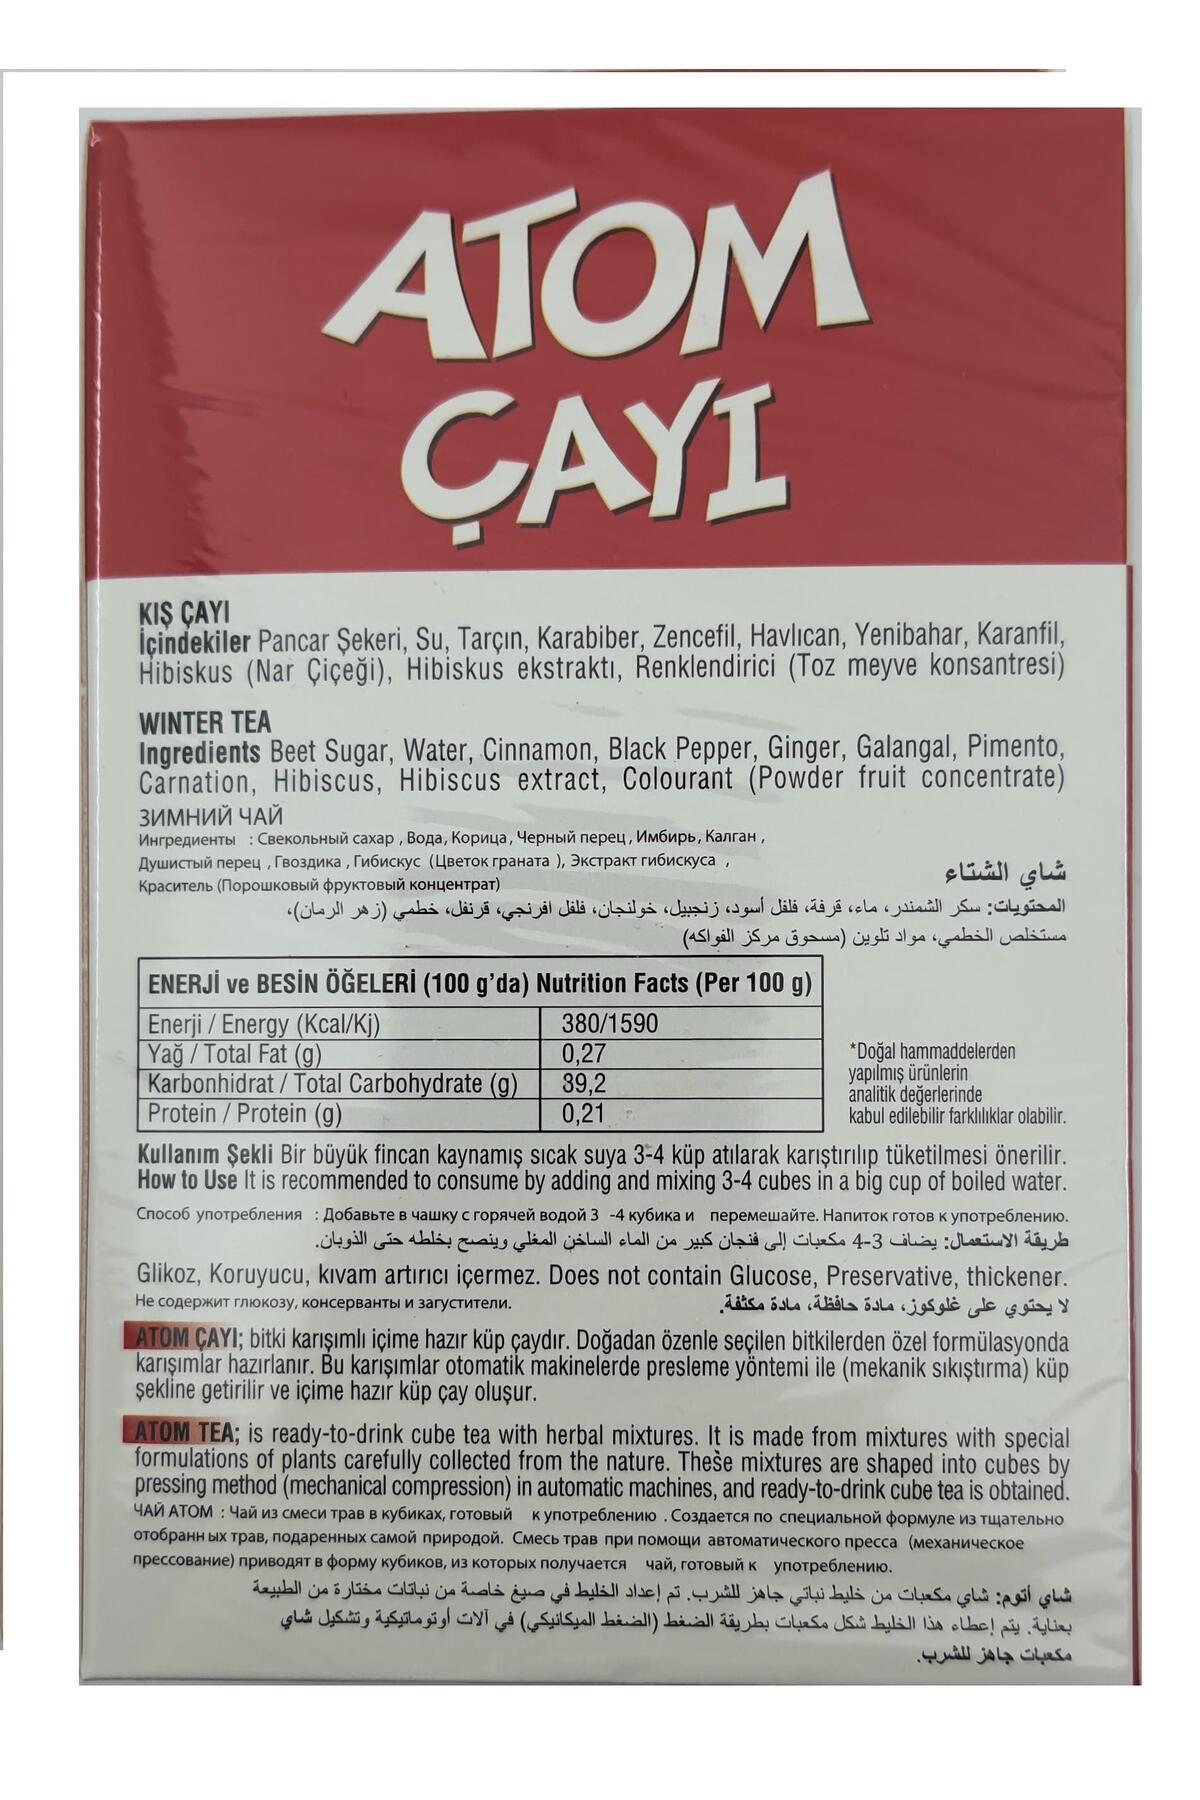 ATOM
ÇAYI
KIŞ ÇAYI
İçindekiler Pancar Şekeri, Su, Tarçın, Karabiber, Zencefil, Havlıcan, Yenibahar, Karanfil,
Hibiskus (Nar Çiçeği), Hibiskus ekstraktı, Renklendirici (Toz meyve konsantresi)
WINTER TEA
Ingredients Beet Sugar, Water, Cinnamon, Black Pepper, Ginger, Galangal, Pimento,
Carnation, Hibiscus, Hibiscus extract, Colourant (Powder fruit concentrate)
ЗИМНИЙ ЧАЙ
Ингредиенты : Свекольный сахар , Вода, Корица, Черный перец, Имбирь, Калган ,
Душистый перец , Гвоздика , Гибискус (Цветок граната ), Экстракт гибискуса ,
Краситель (Порошковый фруктовый концентрат)
شاي الشتاء
المحتويات: سكر الشمندر، ماء، قرفة، فلفل أسود، زنجبيل، خولنجان، فلفل افرنجي، قرنفل، خطمي (زهر الرمان)،
مستخلص الخطمي، مواد تلوين (مسحوق مركز الفواكه)
ENERJİ ve BESİN ÖĞELERİ (100 g'da) Nutrition Facts (Per 100 g)
Enerji / Energy (Kcal/Kj) 380/1590
Yağ / Total Fat (g) 0,27
Karbonhidrat / Total Carbohydrate (g) 39,2
Protein / Protein (g) 0,21
*Doğal hammaddelerden
yapılmış ürünlerin
analitik değerlerinde
kabul edilebilir farklılıklar olabilir.
Kullanım Şekli Bir büyük fincan kaynamış sıcak suya 3-4 küp atılarak karıştırılıp tüketilmesi önerilir.
How to Use It is recommended to consume by adding and mixing 3-4 cubes in a big cup of boiled water.
Способ употребления : Добавьте в чашку с горячей водой 3 -4 кубика и перемешайте. Напиток готов к употреблению.
طريقة الاستعمال: يضاف 3-4 مكعبات إلى فنجان كبير من الماء الساخن المغلي وينصح بخلطه حتى الذوبان.
Glikoz, Koruyucu, kıvam artırıcı içermez. Does not contain Glucose, Preservative, thickener.
Не содержит глюкозу, консерванты и загустители.
لا يحتوي على غلوكوز، مادة حافظة، مادة مكثفة.
ATOM ÇAYI; bitki karışımlı içime hazır küp çaydır. Doğadan özenle seçilen bitkilerden özel formülasyonda
karışımlar hazırlanır. Bu karışımlar otomatik makinelerde presleme yöntemi ile (mekanik sıkıştırma) küp
şekline getirilir ve içime hazır küp çay oluşur.
ATOM TEA; is ready-to-drink cube tea with herbal mixtures. It is made from mixtures with special
formulations of plants carefully collected from the nature. These mixtures are shaped into cubes by
pressing method (mechanical compression) in automatic machines, and ready-to-drink cube tea is obtained.
ЧАЙ АТОМ : Чай из смеси трав в кубиках, готовый к употреблению . Создается по специальной формуле из тщательно
отобранн ых трав, подаренных самой природой. Смесь трав при помощи автоматического пресса (механическое
прессование) приводят в форму кубиков, из которых получается чай, готовый к употреблению.
شاي أتوم: شاي مكعبات من خليط نباتي جاهز للشرب. تم إعداد الخليط في صيغ خاصة من نباتات مختارة من الطبيعة
بعناية. يتم إعطاء هذا الخليط شكل مكعبات بطريقة الضغط (الضغط الميكانيكي) في آلات أوتوماتيكية وتشكيل شاي
مكعبات جاهز للشرب.